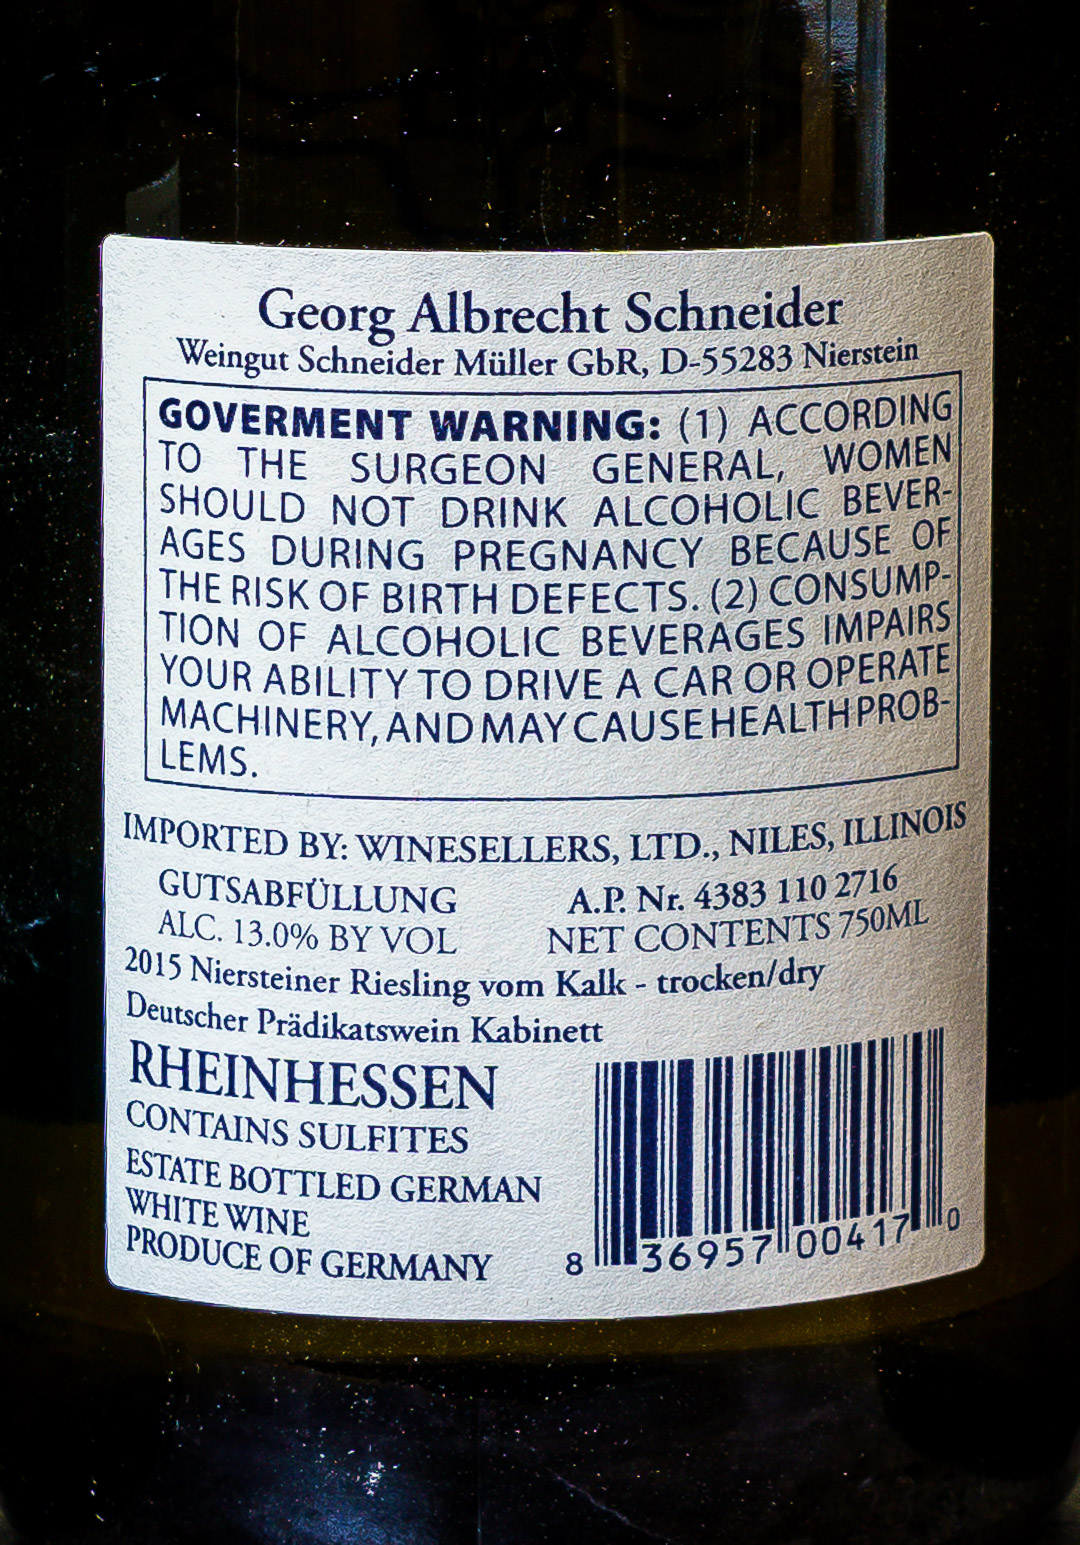 Georg Albrecht Schneider
Weingut Schneider Müller GbR, D-55283 Nierstein
GOVERMENT WARNING: (1) ACCORDING
TO THE SURGEON GENERAL, WOMEN
SHOULD NOT DRINK ALCOHOLIC BEVER-
AGES DURING PREGNANCY BECAUSE OF
THE RISK OF BIRTH DEFECTS. (2) CONSUMP-
TION OF ALCOHOLIC BEVERAGES IMPAIRS
YOUR ABILITY TO DRIVE A CAR OR OPERATE
MACHINERY, AND MAY CAUSE HEALTH PROB-
LEMS.
IMPORTED BY: WINESELLERS, LTD., NILES, ILLINOIS
GUTSABFÜLLUNG A.P. Nr. 4383 110 2716
ALC. 13.0% BY VOL NET CONTENTS 750ML
2015 Niersteiner Riesling vom Kalk - trocken/dry
Deutscher Prädikatswein Kabinett
RHEINHESSEN
CONTAINS SULFITES
ESTATE BOTTLED GERMAN
WHITE WINE
PRODUCE OF GERMANY
8 36957 00417 0